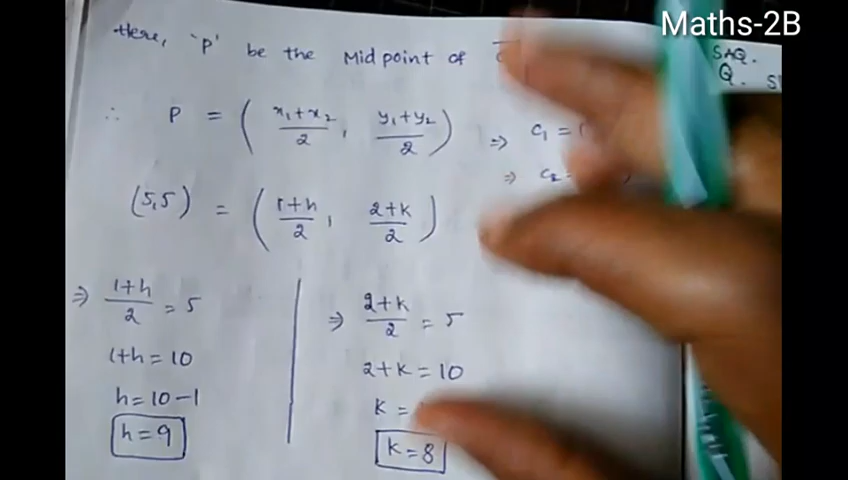 Maths-2B
SAQ.
Q. S
Here, 'P' be the Mid point of
∴ P = ( x₁+x₂ / 2 , y₁+y₂ / 2 ) ⇒ C₁ = (
(5,5) = ( 1+h / 2 , 2+k / 2 ) ⇒ C₂ =
⇒ 1+h / 2 = 5
1+h = 10
h = 10-1
h = 9
⇒ 2+k / 2 = 5
2+k = 10
k =
k = 8